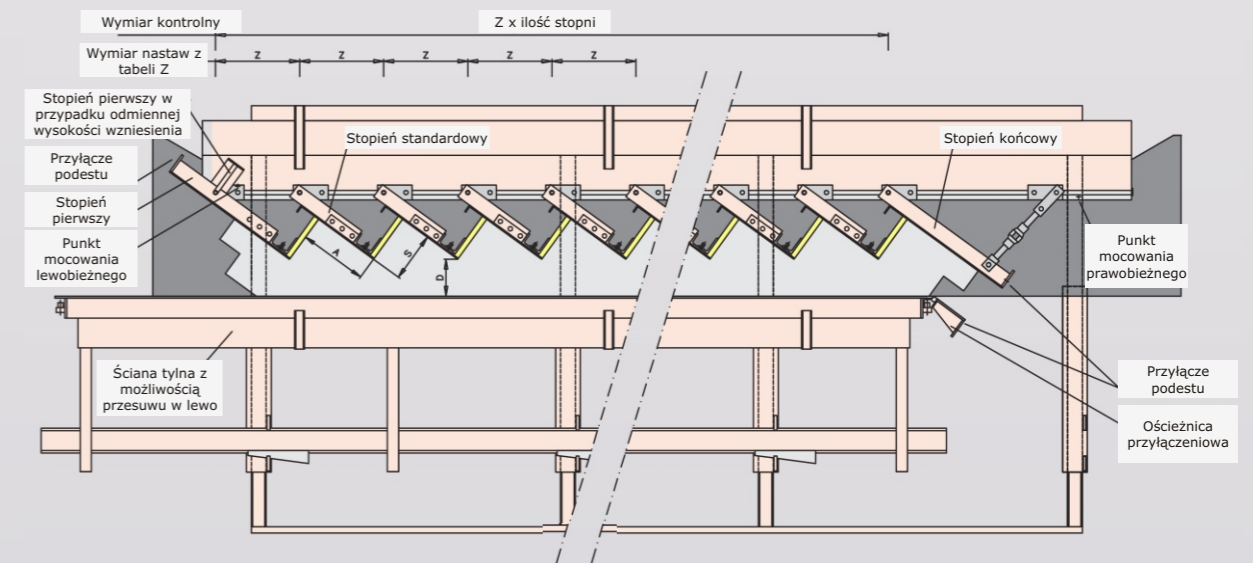 Wymiar kontrolny
Z x ilość stopni
Wymiar nastaw z
tabeli Z
z
z
z
z
z
Stopień pierwszy w
przypadku odmiennej
wysokości wzniesienia
Stopień standardowy
Stopień końcowy
Przyłącze
podestu
Stopień
pierwszy
Punkt
mocowania
lewobieżnego
A
S
D
Punkt
mocowania
prawobieżnego
Ściana tylna z
możliwością
przesuwu w lewo
Przyłącze
podestu
Ościeżnica
przyłączeniowa